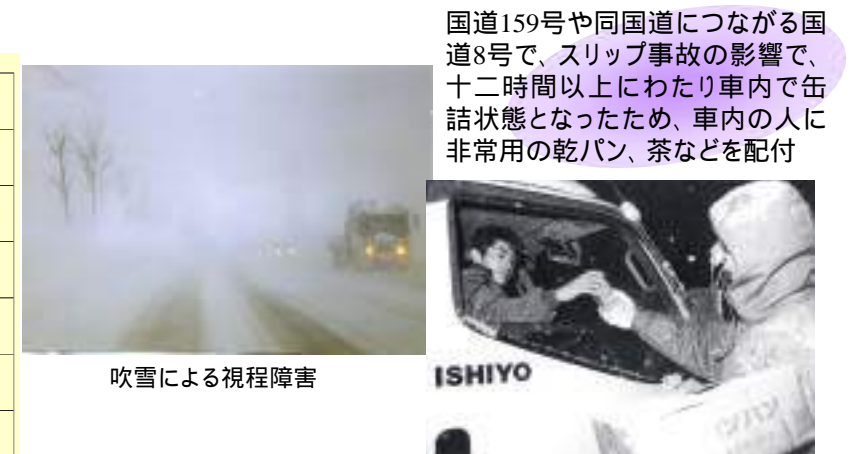 国道159号や同国道につながる国
道8号で、スリップ事故の影響で、
十二時間以上にわたり車内で缶
詰状態となったため、車内の人に
非常用の乾パン、茶などを配付
吹雪による視程障害
ISHIYO